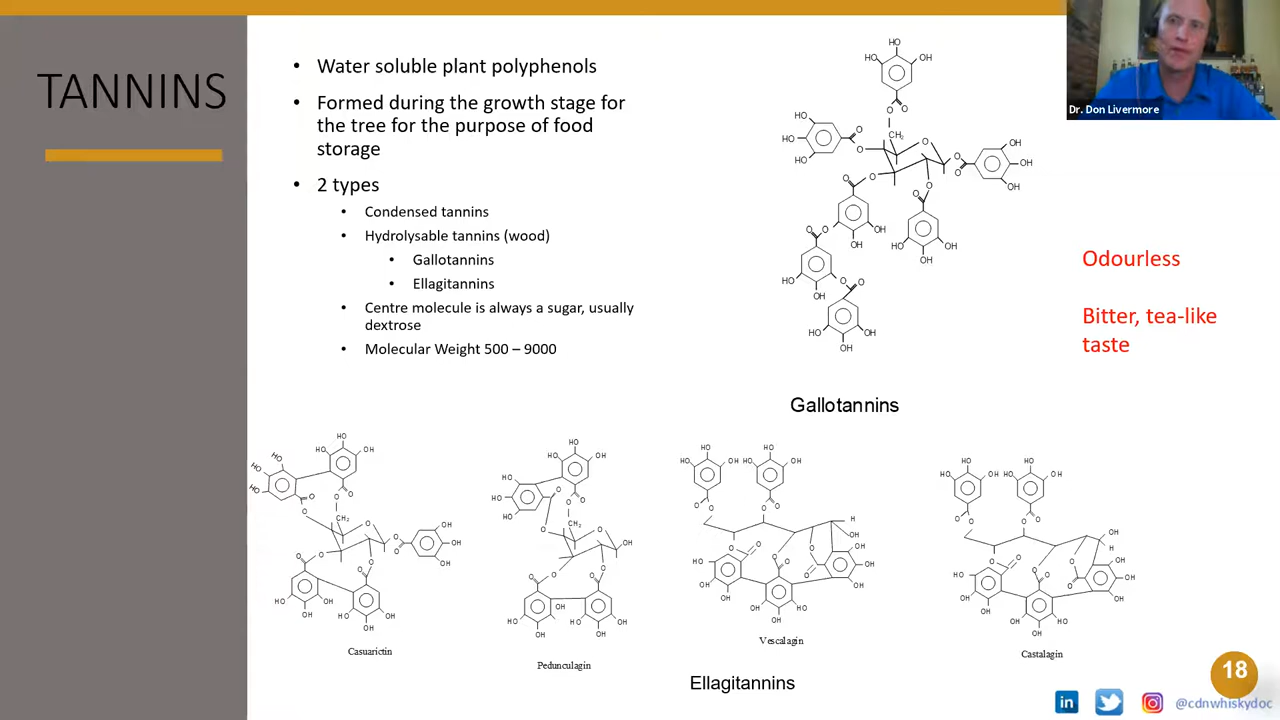 TANNINS
• Water soluble plant polyphenols
• Formed during the growth stage for
the tree for the purpose of food
storage
• 2 types
• Condensed tannins
• Hydrolysable tannins (wood)
• Gallotannins
• Ellagitannins
• Centre molecule is always a sugar, usually
dextrose
• Molecular Weight 500 – 9000
Gallotannins
Odourless
Bitter, tea-like
taste
Dr. Don Livermore
Casuarictin
Pedunculagin
Vescalagin
Castalagin
Ellagitannins
18
in
@cdnwhiskydoc